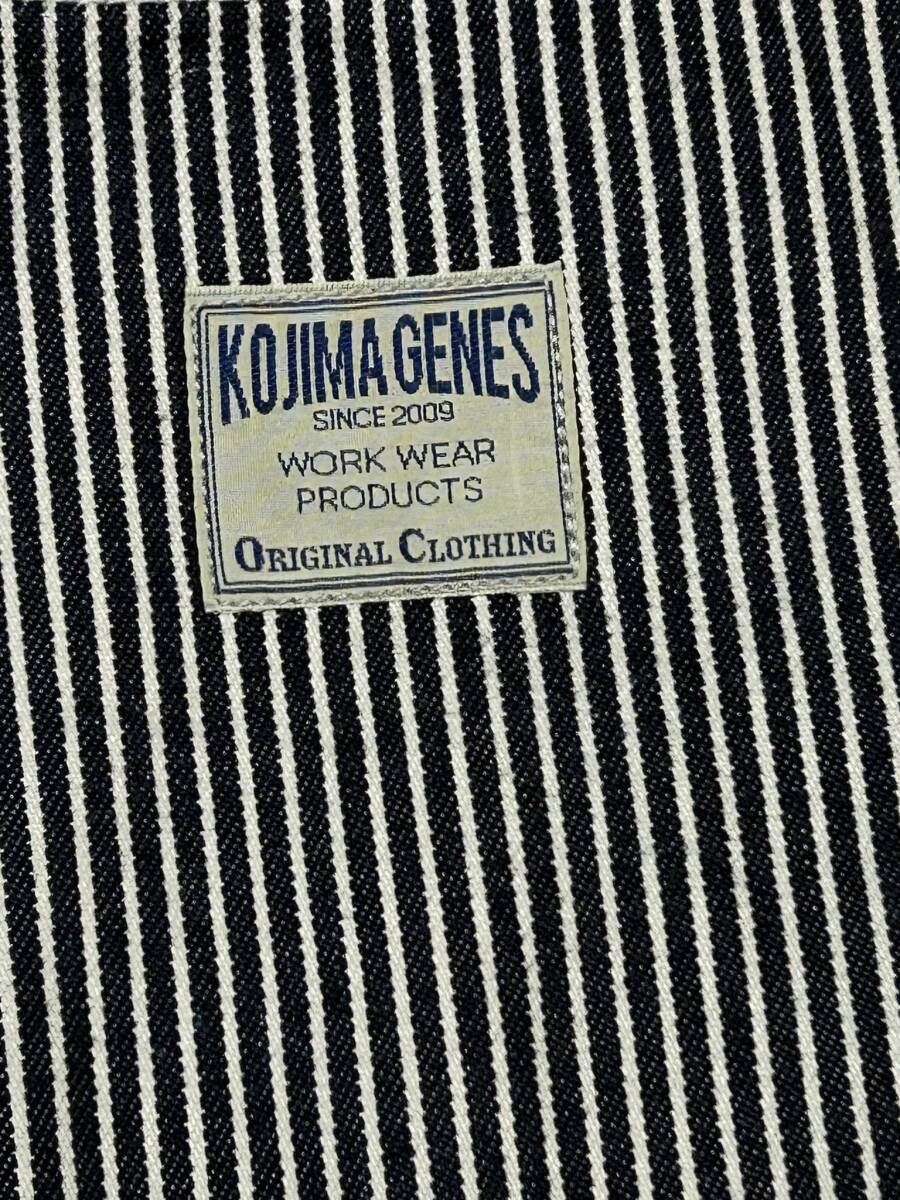 KOJIMA GENES
SINCE 2009
WORK WEAR
PRODUCTS
ORIGINAL CLOTHING